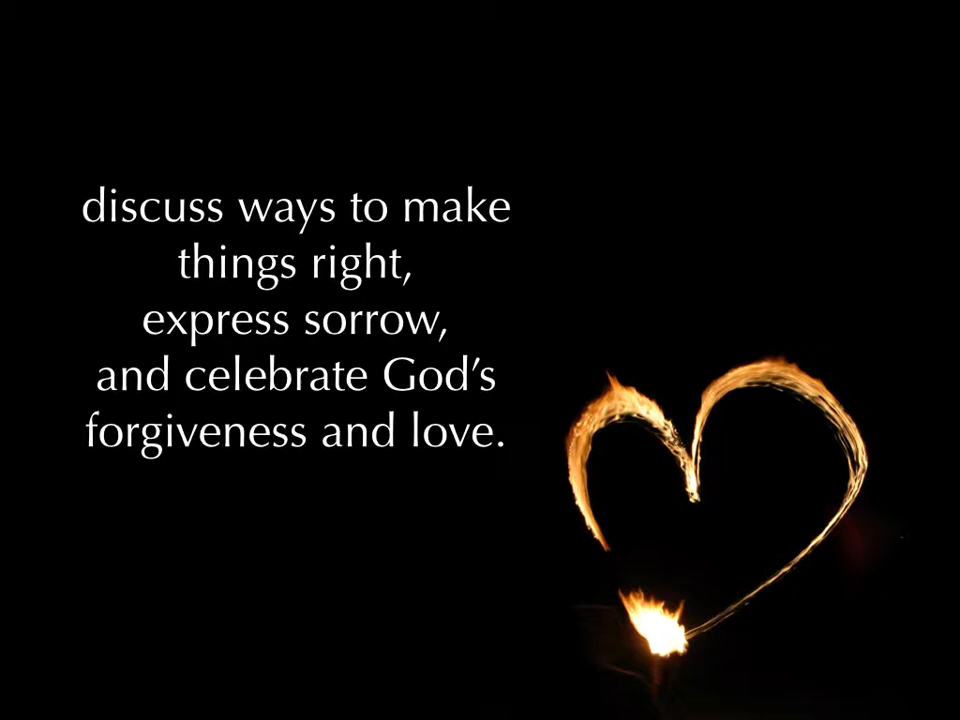 discuss ways to make
things right,
express sorrow,
and celebrate God’s
forgiveness and love.